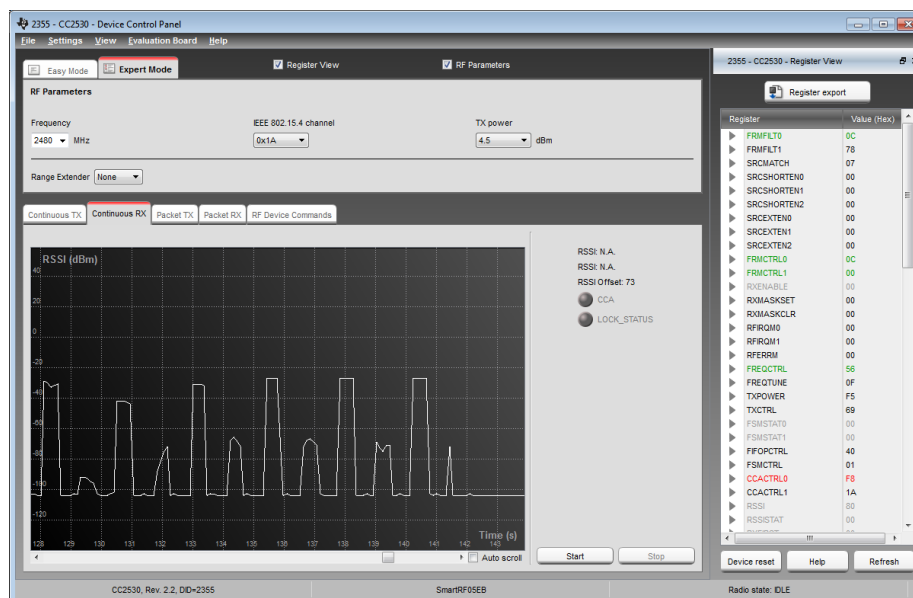 2355 - CC2530 - Device Control Panel
File Settings View Evaluation Board Help
Easy Mode Expert Mode Register View RF Parameters
RF Parameters
Frequency IEEE 802.15.4 channel TX power
2480 MHz 0x1A 4.5 dBm
Range Extender None
Continuous TX Continuous RX Packet TX Packet RX RF Device Commands
RSSI (dBm)
40
20
0
-20
-40
-60
-80
-100
-120
Time (s)
128 129 130 131 132 133 134 135 136 137 138 139 140 141 142 143
Auto scroll
RSSI: N.A.
RSSI: N.A.
RSSI Offset: 73
CCA
LOCK_STATUS
Start Stop
2355 - CC2530 - Register View
Register export
Register Value (Hex)
FRMFILT0 0C
FRMFILT1 78
SRCMATCH 07
SRCSHORTEN0 00
SRCSHORTEN1 00
SRCSHORTEN2 00
SRCEXTEN0 00
SRCEXTEN1 00
SRCEXTEN2 00
FRMCTRL0 0C
FRMCTRL1 00
RXENABLE 00
RXMASKSET 00
RXMASKCLR 00
RFIRQM0 00
RFIRQM1 00
RFERRM 00
FREQCTRL 56
FREQTUNE 0F
TXPOWER F5
TXCTRL 69
FSMSTAT0 00
FSMSTAT1 00
FIFOPCTRL 40
FSMCTRL 01
CCACTRL0 F8
CCACTRL1 1A
RSSI 80
RSSISTAT 00
Device reset Help Refresh
CC2530, Rev. 2.2, DID=2355 SmartRF05EB Radio state: IDLE